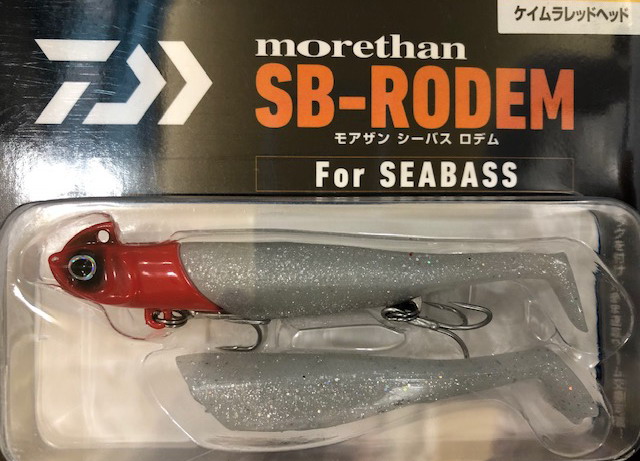 ケイムラレッドヘッド
morethan
SB-RODEM
モアザン シーバス ロデム
For SEABASS